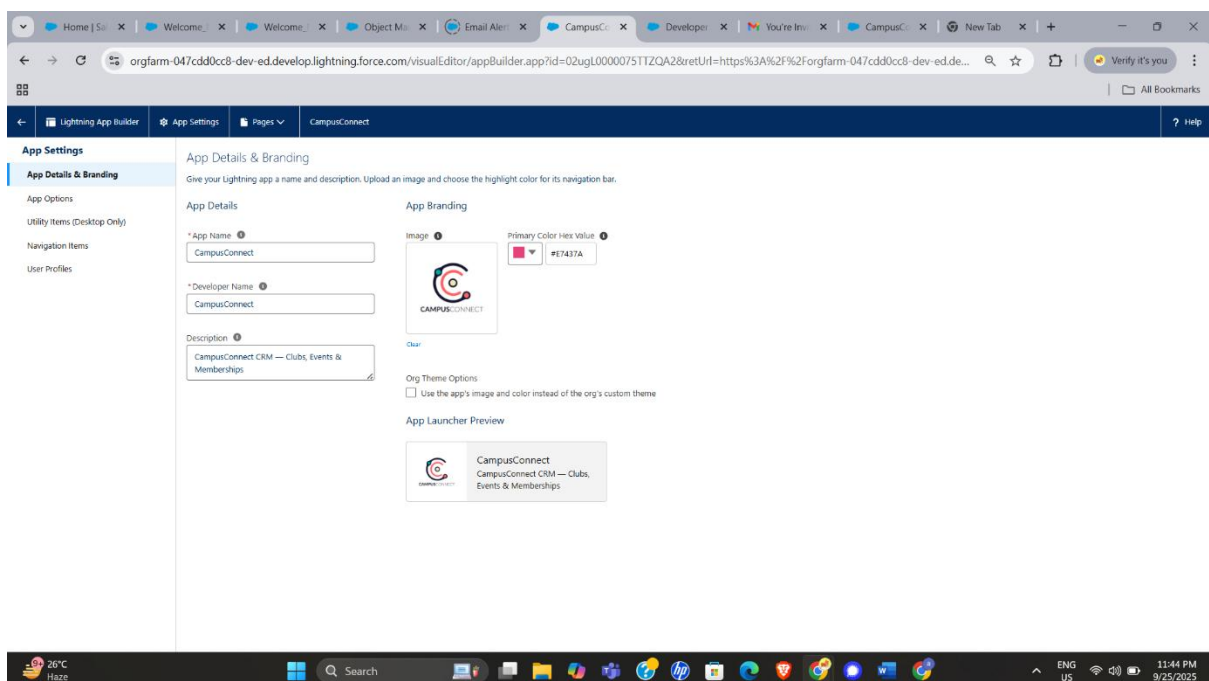 Home | Sal
Welcome_
Welcome_
Object Ma
Email Aler
CampusCo
Developer
You're Inv
CampusCo
New Tab
orgfarm-047cdd0cc8-dev-ed.develop.lightning.force.com/visualEditor/appBuilder.app?id=02ugL0000075TTZQA2&retUrl=https%3A%2F%2Forgfarm-047cdd0cc8-dev-ed.de...
Verify it's you
All Bookmarks
Lightning App Builder
App Settings
Pages
CampusConnect
? Help
App Settings
App Details & Branding
App Options
Utility Items (Desktop Only)
Navigation Items
User Profiles
App Details & Branding
Give your Lightning app a name and description. Upload an image and choose the highlight color for its navigation bar.
App Details
*App Name
CampusConnect
*Developer Name
CampusConnect
Description
CampusConnect CRM — Clubs, Events &
Memberships
App Branding
Image
CAMPUSCONNECT
Clear
Primary Color Hex Value
#E7437A
Org Theme Options
Use the app's image and color instead of the org's custom theme
App Launcher Preview
CAMPUSCONNECT
CampusConnect
CampusConnect CRM — Clubs,
Events & Memberships
9+
26°C
Haze
Search
hp
ENG
US
11:44 PM
9/25/2025